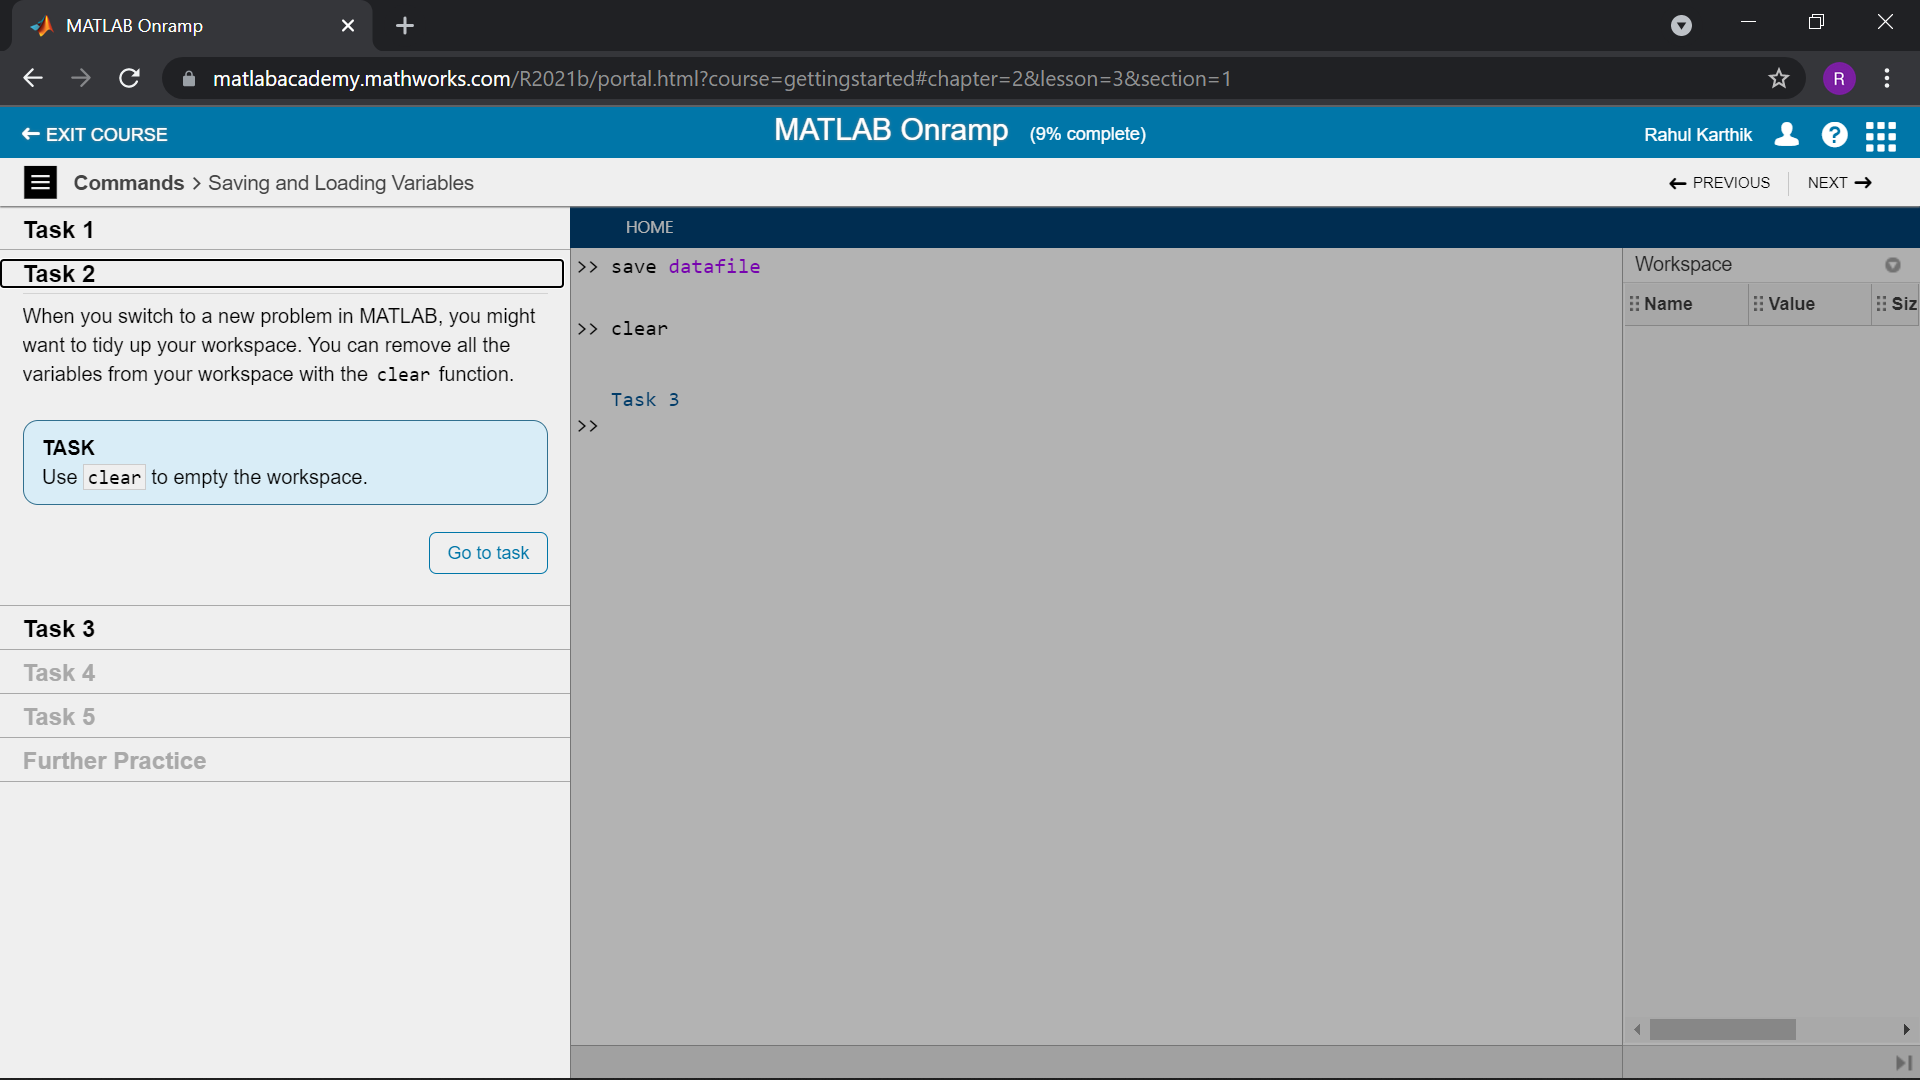 MATLAB Onramp
matlabacademy.mathworks.com/R2021b/portal.html?course=gettingstarted#chapter=2&lesson=3&section=1
R
EXIT COURSE
MATLAB Onramp (9% complete)
Rahul Karthik
?
Commands > Saving and Loading Variables
PREVIOUS
NEXT
Task 1
Task 2
When you switch to a new problem in MATLAB, you might
want to tidy up your workspace. You can remove all the
variables from your workspace with the clear function.
TASK
Use clear to empty the workspace.
Go to task
Task 3
Task 4
Task 5
Further Practice
HOME
>> save datafile
>> clear
Task 3
>>
Workspace
Name
Value
Siz